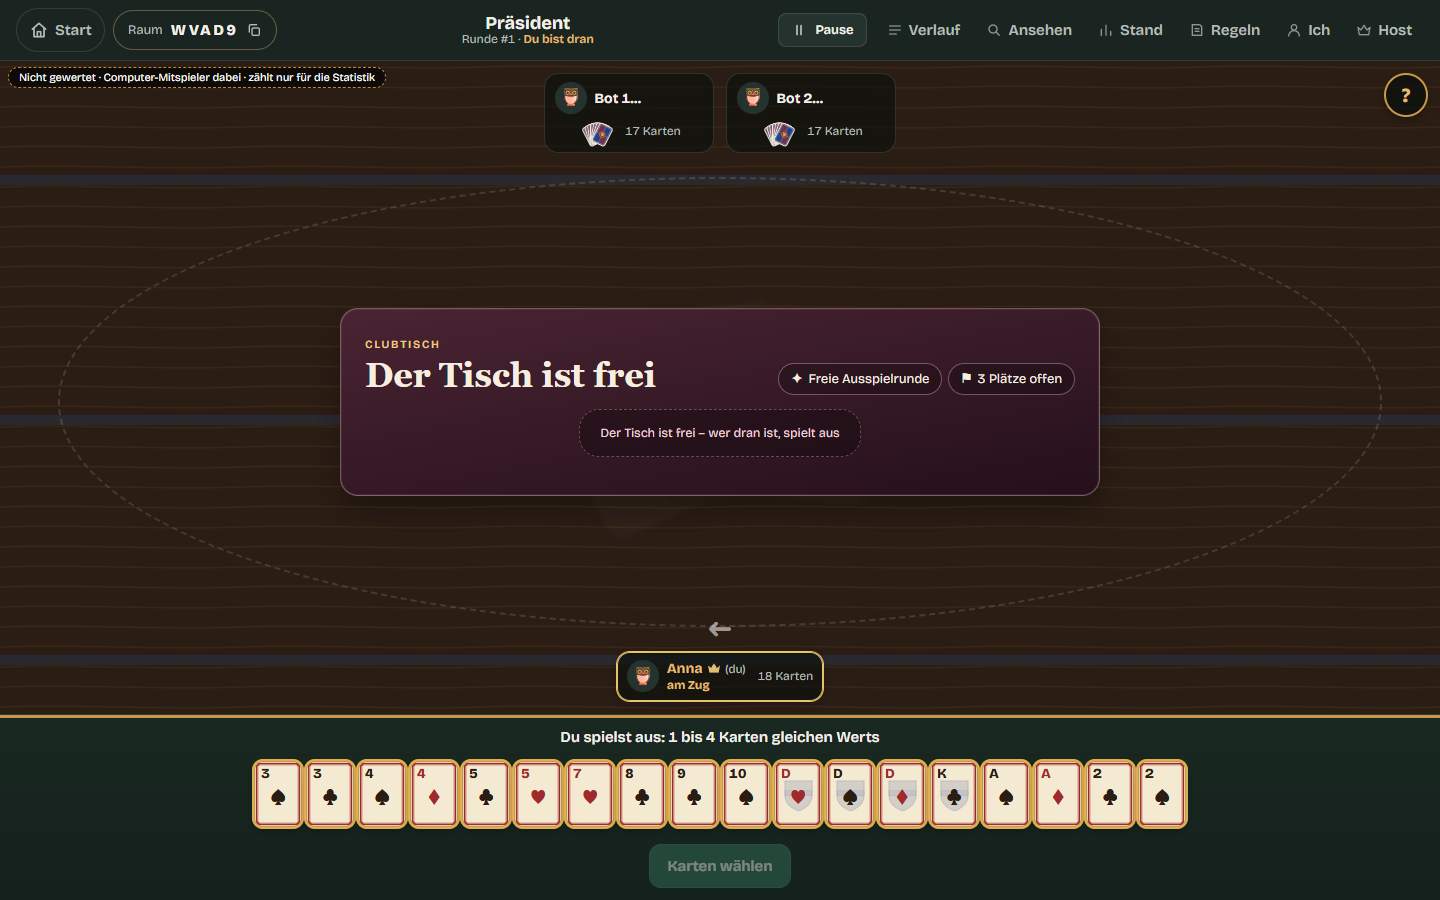 Start
Raum WVAD9
Präsident
Runde #1 · Du bist dran
Pause
Verlauf
Ansehen
Stand
Regeln
Ich
Host
Nicht gewertet · Computer-Mitspieler dabei · zählt nur für die Statistik
Bot 1...
17 Karten
Bot 2...
17 Karten
?
CLUBTISCH
Der Tisch ist frei
Freie Ausspielrunde
3 Plätze offen
Der Tisch ist frei – wer dran ist, spielt aus
Anna (du)
am Zug
18 Karten
Du spielst aus: 1 bis 4 Karten gleichen Werts
3 3 4 4 5 5 7 8 9 10 D D D K A A 2 2
Karten wählen